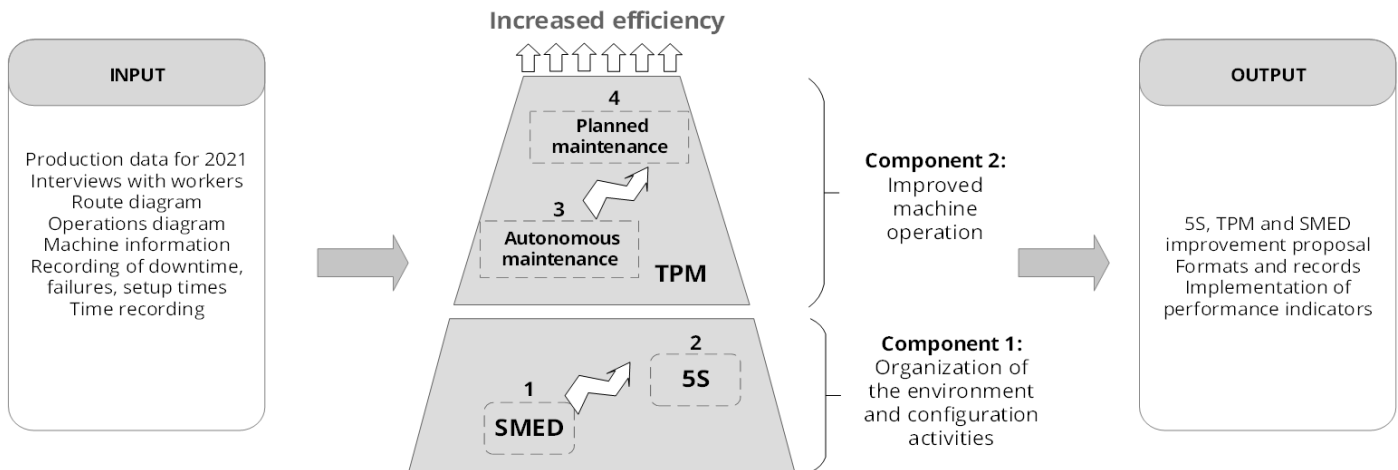 Increased efficiency
INPUT
Production data for 2021
Interviews with workers
Route diagram
Operations diagram
Machine information
Recording of downtime,
failures, setup times
Time recording
4
Planned
maintenance
3
Autonomous
maintenance
TPM
2
5S
1
SMED
Component 2:
Improved
machine
operation
Component 1:
Organization of
the environment
and configuration
activities
OUTPUT
5S, TPM and SMED
improvement proposal
Formats and records
Implementation of
performance indicators